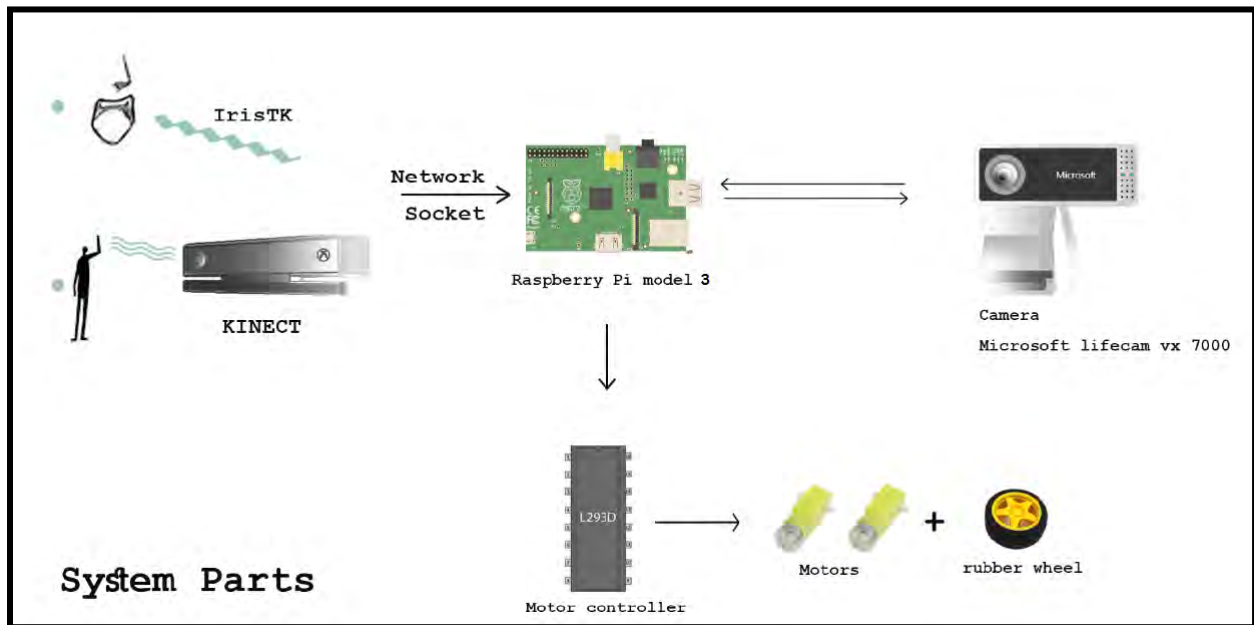 IrisTK
Network
Socket
KINECT
Raspberry Pi model 3
Microsoft
Camera
Microsoft lifecam vx 7000
L293D
Motors
+
rubber wheel
Motor controller
System Parts